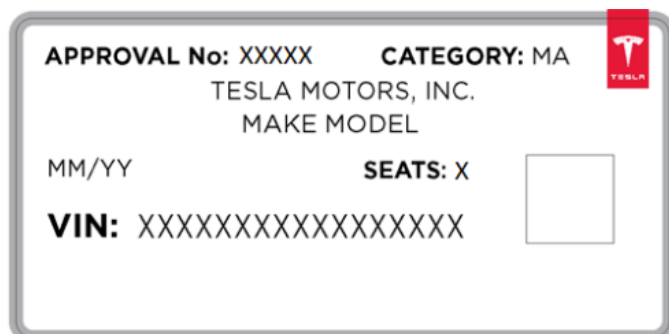 APPROVAL No: XXXXX CATEGORY: MA
TESLA
TESLA MOTORS, INC.
MAKE MODEL
MM/YY SEATS: X
VIN: XXXXXXXXXXXXXXXXX